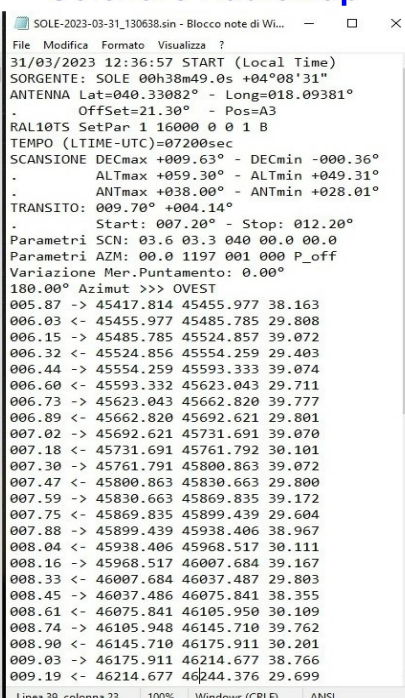 SOLE-2023-03-31_130638.sin - Blocco note di Wi...
File Modifica Formato Visualizza ?
31/03/2023 12:36:57 START (Local Time)
SORGENTE: SOLE 00h38m49.0s +04°08'31"
ANTENNA Lat=040.33082° - Long=018.09381°
. OffSet=21.30° - Pos=A3
RAL10TS SetPar 1 16000 0 0 1 B
TEMPO (LTIME-UTC)=07200sec
SCANSIONE DECmax +009.63° - DECmin -000.36°
. ALTmax +059.30° - ALTmin +049.31°
. ANTmax +038.00° - ANTmin +028.01°
TRANSITO: 009.70° +004.14°
. Start: 007.20° - Stop: 012.20°
Parametri SCN: 03.6 03.3 040 00.0 00.0
Parametri AZM: 00.0 1197 001 000 P_off
Variazione Mer.Puntamento: 0.00°
180.00° Azimut >>> OVEST
005.87 -> 45417.814 45455.977 38.163
006.03 <- 45455.977 45485.785 29.808
006.15 -> 45485.785 45524.857 39.072
006.32 <- 45524.856 45554.259 29.403
006.44 -> 45554.259 45593.333 39.074
006.60 <- 45593.332 45623.043 29.711
006.73 -> 45623.043 45662.820 39.777
006.89 <- 45662.820 45692.621 29.801
007.02 -> 45692.621 45731.691 39.070
007.18 <- 45731.691 45761.792 30.101
007.30 -> 45761.791 45800.863 39.072
007.47 <- 45800.863 45830.663 29.800
007.59 -> 45830.663 45869.835 39.172
007.75 <- 45869.835 45899.439 29.604
007.88 -> 45899.439 45938.406 38.967
008.04 <- 45938.406 45968.517 30.111
008.16 -> 45968.517 46007.684 39.167
008.33 <- 46007.684 46037.487 29.803
008.45 -> 46037.486 46075.841 38.355
008.61 <- 46075.841 46105.950 30.109
008.74 -> 46105.948 46145.710 39.762
008.90 <- 46145.710 46175.911 30.201
009.03 -> 46175.911 46214.677 38.766
009.19 <- 46214.677 46244.376 29.699
Linea 39, colonna 23 100% Windows (CRLF) ANSI